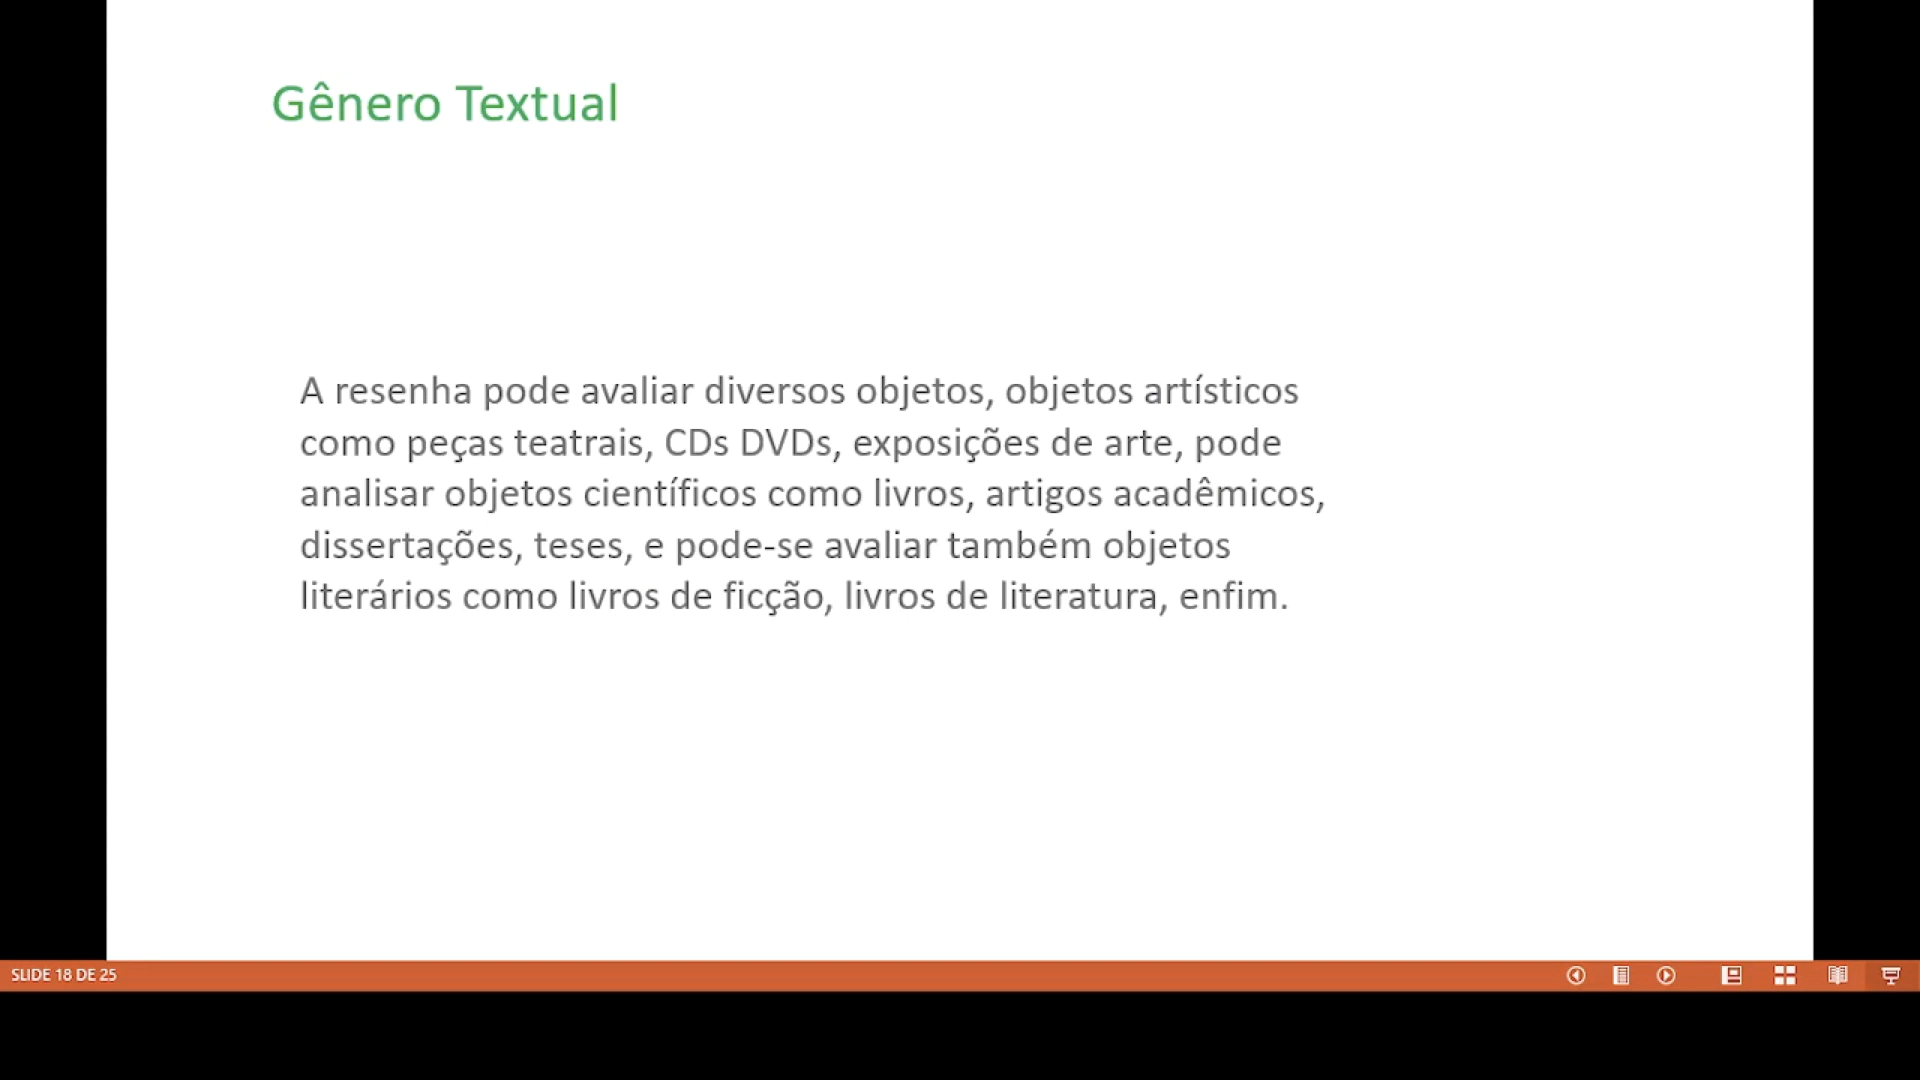 Gênero Textual
A resenha pode avaliar diversos objetos, objetos artísticos
como peças teatrais, CDs DVDs, exposições de arte, pode
analisar objetos científicos como livros, artigos acadêmicos,
dissertações, teses, e pode-se avaliar também objetos
literários como livros de ficção, livros de literatura, enfim.
SLIDE 18 DE 25